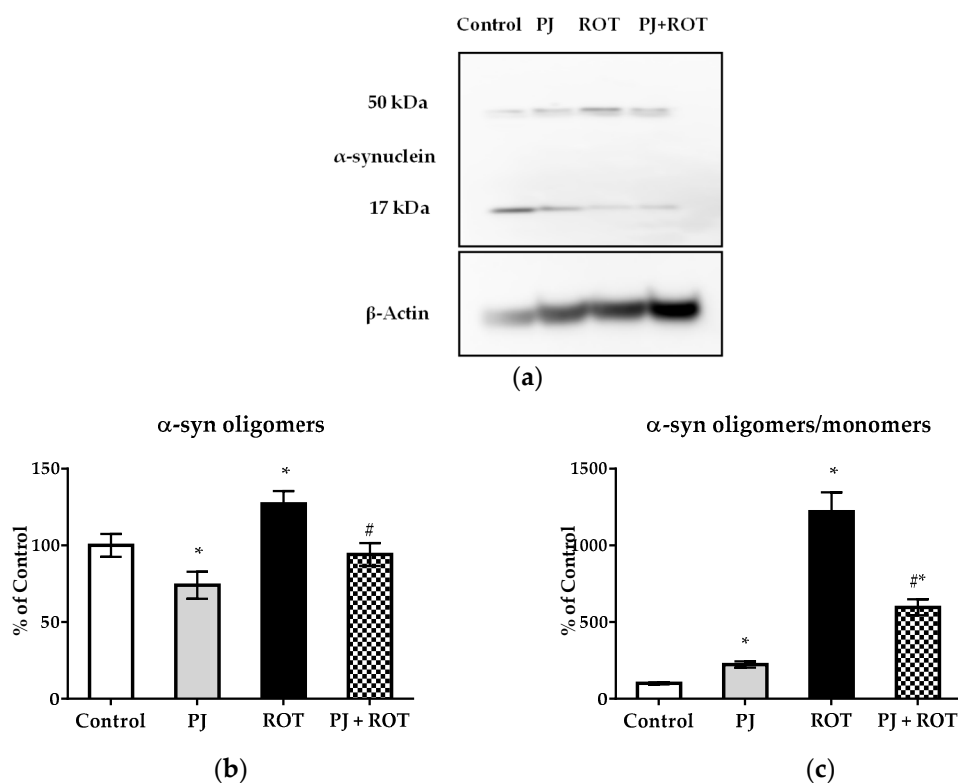 Control PJ ROT PJ+ROT
50 kDa
α-synuclein
17 kDa
β-Actin
(a)
α-syn oligomers
% of Control
150
100
50
0
*
*
#
Control PJ ROT PJ + ROT
(b)
α-syn oligomers/monomers
% of Control
1500
1000
500
0
*
*
#*
Control PJ ROT PJ + ROT
(c)